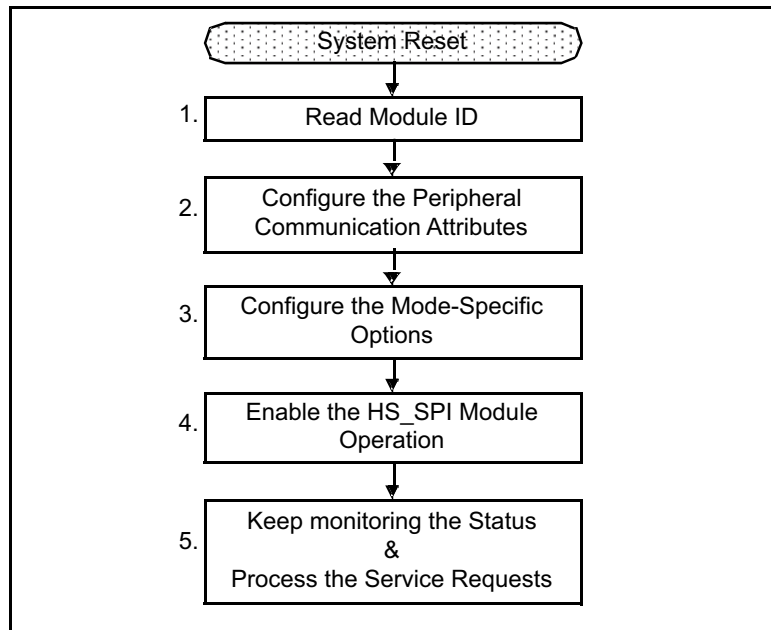 System Reset
1. Read Module ID
2. Configure the Peripheral
Communication Attributes
3. Configure the Mode-Specific
Options
4. Enable the HS_SPI Module
Operation
5. Keep monitoring the Status
&
Process the Service Requests